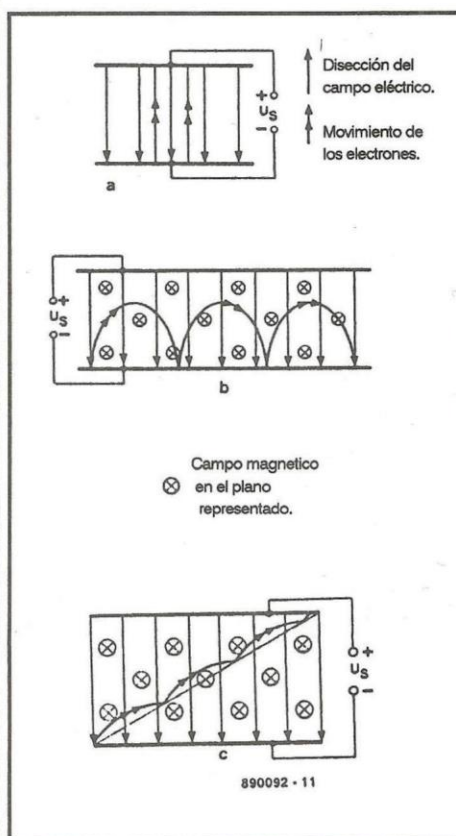 Disección del
campo eléctrico.
+
US
−
Movimiento de
los electrones.
a
+
US
−
b
Campo magnetico
en el plano
representado.
+
US
−
c
890092 - 11